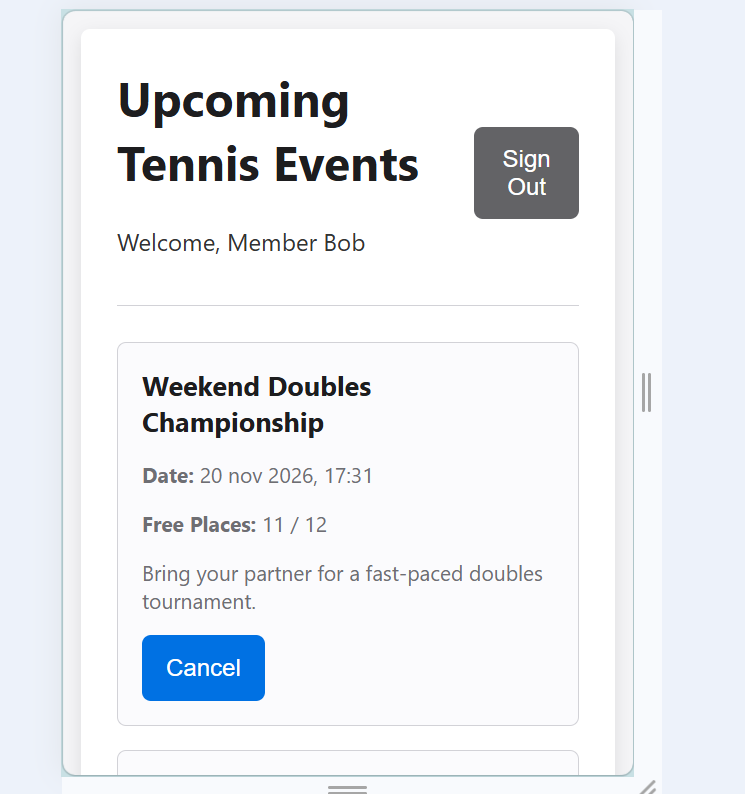 Upcoming
Tennis Events
Sign
Out
Welcome, Member Bob
Weekend Doubles
Championship
Date: 20 nov 2026, 17:31
Free Places: 11 / 12
Bring your partner for a fast-paced doubles
tournament.
Cancel